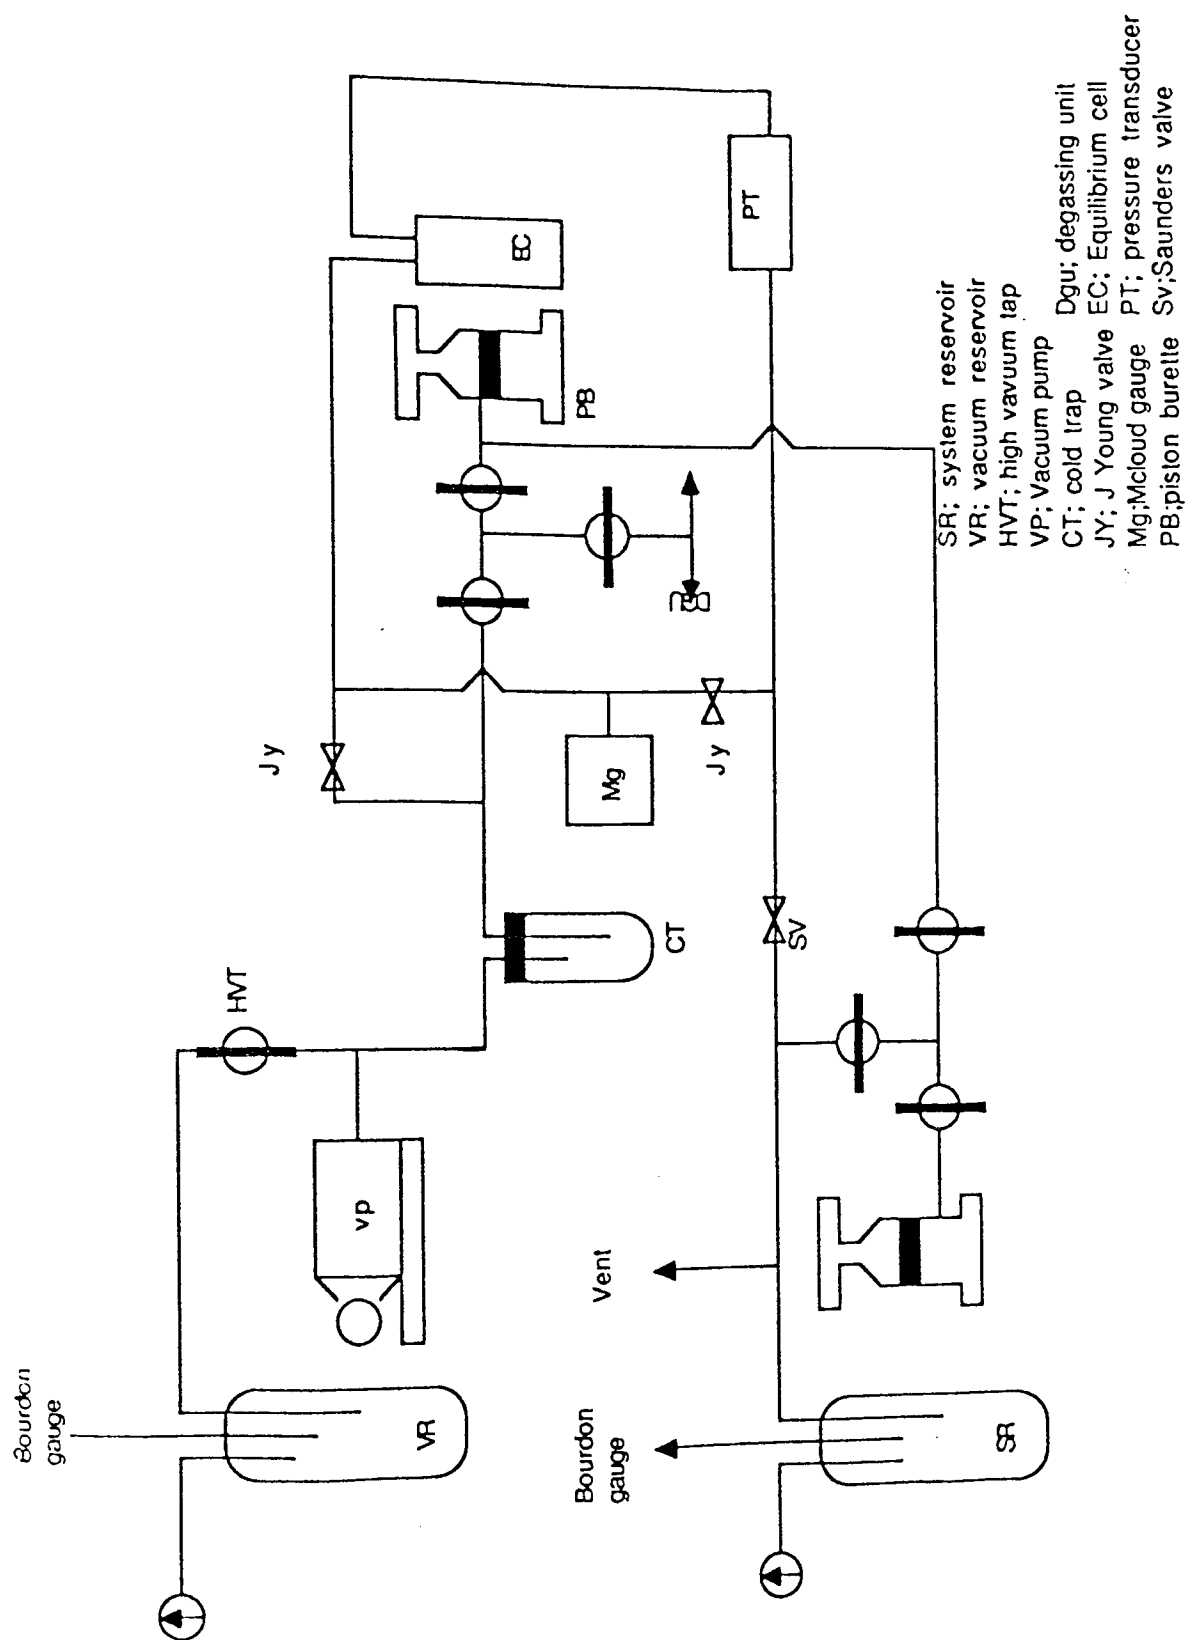 Bourdon
gauge
HVT
Jy
vp
VR
CT
EC
PB
Mg
Jy
PT
Bourdon
gauge
Vent
SV
SR
SR; system reservoir
VR; vacuum reservoir
HVT; high vavuum tap
VP; Vacuum pump
CT; cold trap
JY; J Young valve
Mg;Mcloud gauge
PB;piston burette
Dgu; degassing unit
EC; Equilibrium cell
PT; pressure transducer
Sv;Saunders valve